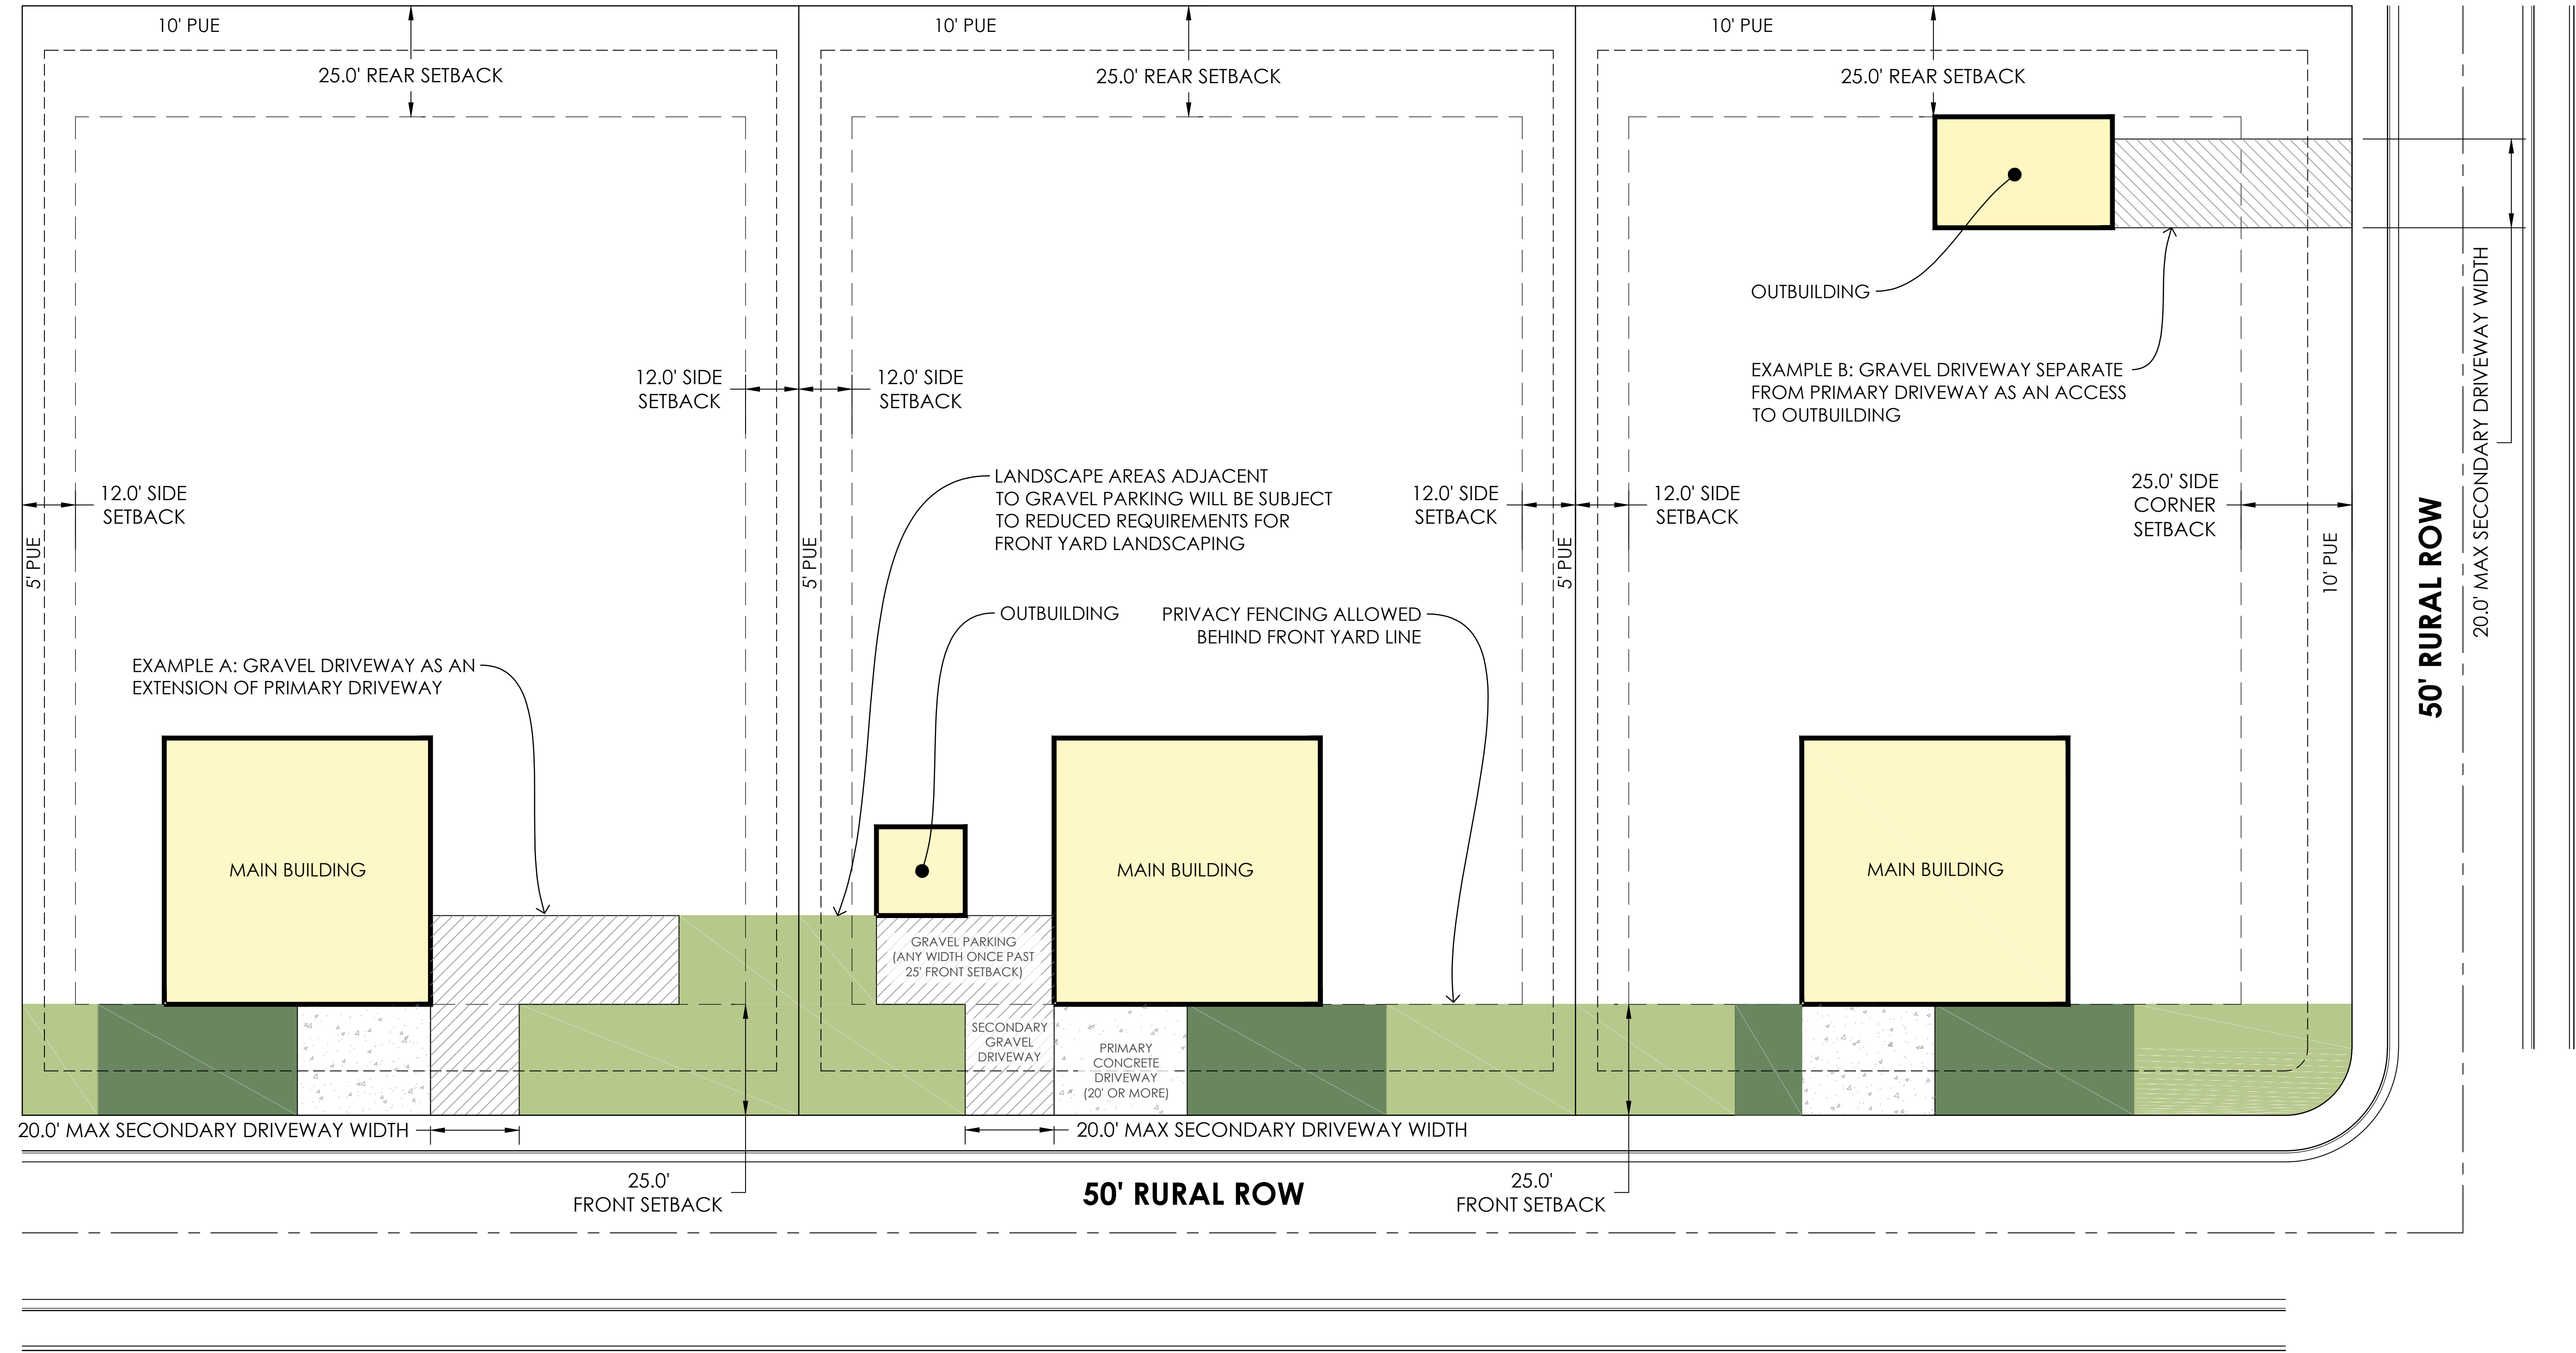 10' PUE
10' PUE
10' PUE
25.0' REAR SETBACK
25.0' REAR SETBACK
25.0' REAR SETBACK
OUTBUILDING
12.0' SIDE
SETBACK
12.0' SIDE
SETBACK
EXAMPLE B: GRAVEL DRIVEWAY SEPARATE
FROM PRIMARY DRIVEWAY AS AN ACCESS
TO OUTBUILDING
20.0' MAX SECONDARY DRIVEWAY WIDTH
12.0' SIDE
SETBACK
LANDSCAPE AREAS ADJACENT
TO GRAVEL PARKING WILL BE SUBJECT
TO REDUCED REQUIREMENTS FOR
FRONT YARD LANDSCAPING
12.0' SIDE
SETBACK
12.0' SIDE
SETBACK
25.0' SIDE
CORNER
SETBACK
5' PUE
5' PUE
5' PUE
10' PUE
50' RURAL ROW
OUTBUILDING
PRIVACY FENCING ALLOWED
BEHIND FRONT YARD LINE
EXAMPLE A: GRAVEL DRIVEWAY AS AN
EXTENSION OF PRIMARY DRIVEWAY
MAIN BUILDING
MAIN BUILDING
MAIN BUILDING
GRAVEL PARKING
(ANY WIDTH ONCE PAST
25' FRONT SETBACK)
SECONDARY
GRAVEL
DRIVEWAY
PRIMARY
CONCRETE
DRIVEWAY
(20' OR MORE)
20.0' MAX SECONDARY DRIVEWAY WIDTH
20.0' MAX SECONDARY DRIVEWAY WIDTH
25.0'
FRONT SETBACK
50' RURAL ROW
25.0'
FRONT SETBACK